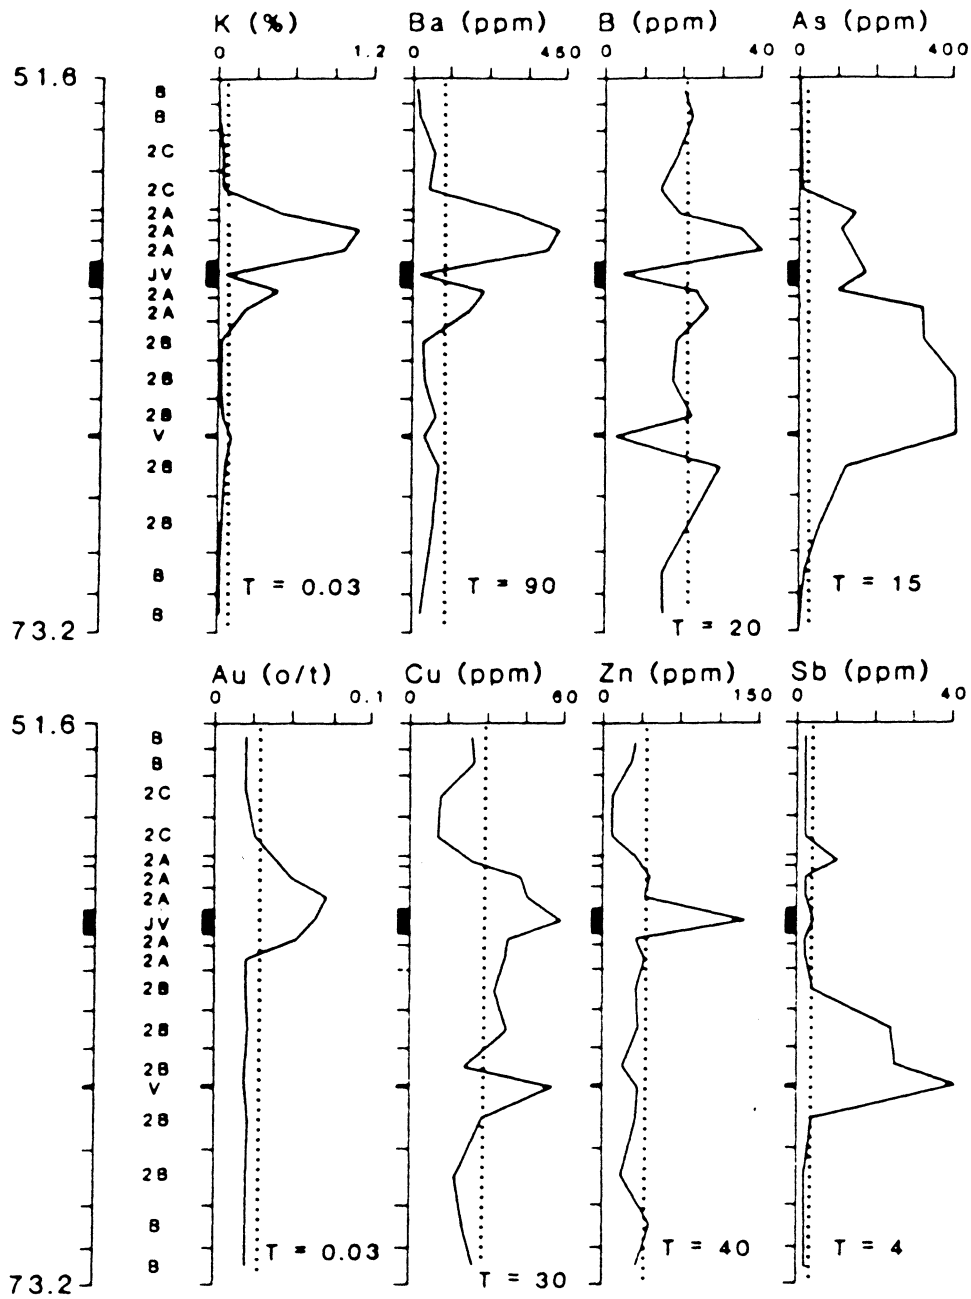 K (%) Ba (ppm) B (ppm) As (ppm)
0 1.2 0 450 0 40 0 400
51.6
B
B
2C
2C
2A
2A
2A
JV
2A
2A
2B
2B
2B
V
2B
2B
B
B
T = 0.03 T = 90 T = 20 T = 15
73.2
Au (o/t) Cu (ppm) Zn (ppm) Sb (ppm)
0 0.1 0 60 0 150 0 40
51.6
B
B
2C
2C
2A
2A
2A
JV
2A
2A
2B
2B
2B
V
2B
2B
B
B
T = 0.03 T = 30 T = 40 T = 4
73.2